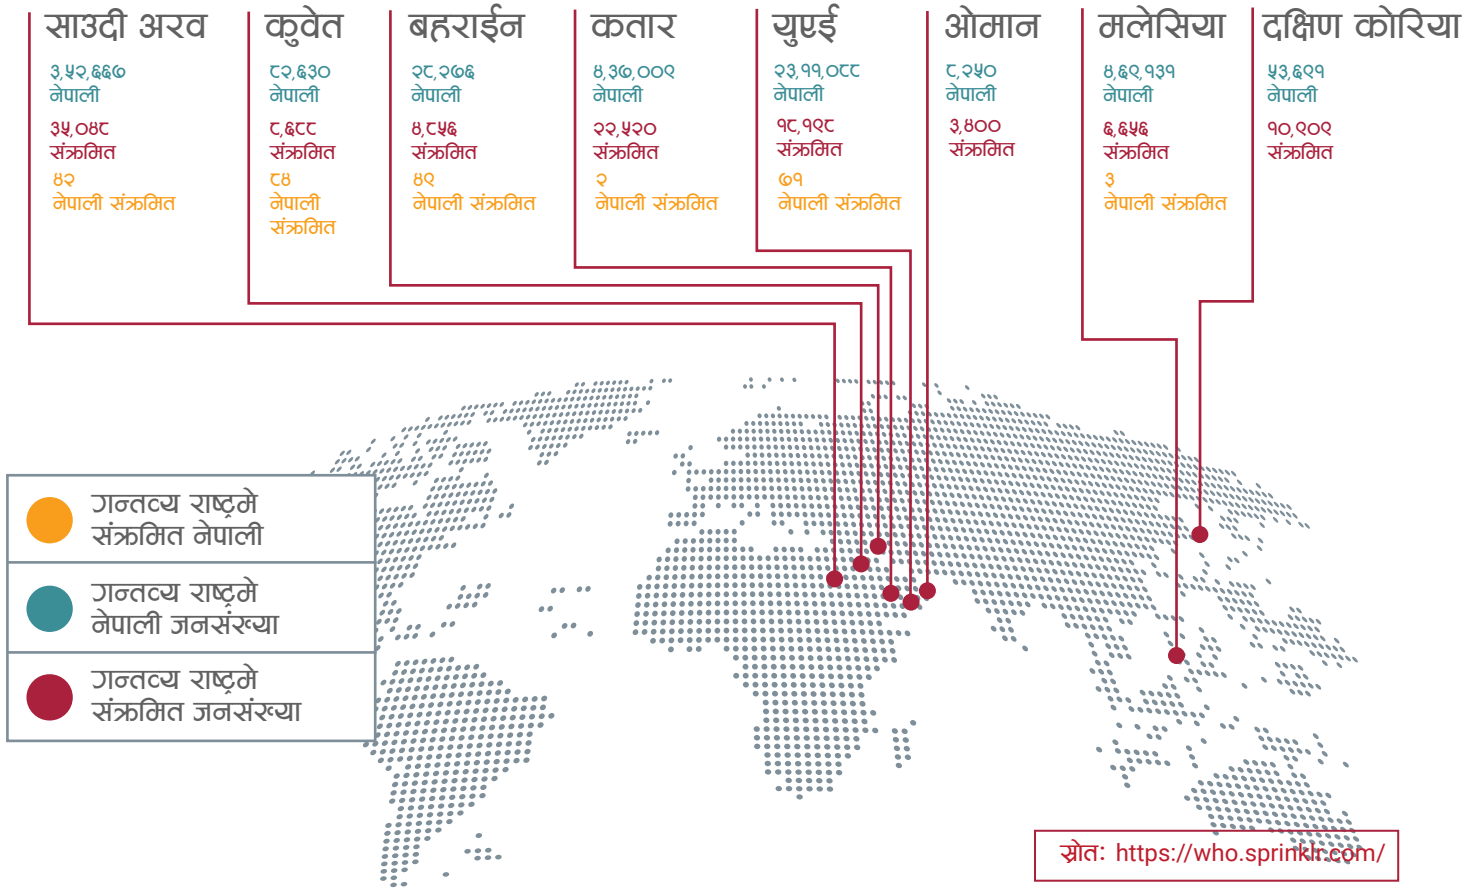 साउदी अरव
३,५२,६६७
नेपाली
३५,०४८
संक्रमित
४२
नेपाली संक्रमित
कुवेत
८२,६३०
नेपाली
८,६८८
संक्रमित
८४
नेपाली
संक्रमित
बहराईन
२८,२७६
नेपाली
४,८५६
संक्रमित
४९
नेपाली संक्रमित
कतार
४,३७,००९
नेपाली
२२,५२०
संक्रमित
२
नेपाली संक्रमित
युएई
२३,११,०८८
नेपाली
१८,१९८
संक्रमित
७१
नेपाली संक्रमित
ओमान
८,२५०
नेपाली
३,४००
संक्रमित
मलेसिया
४,६९,१३१
नेपाली
६,६५६
संक्रमित
३
नेपाली संक्रमित
दक्षिण कोरिया
५३,६९१
नेपाली
१०,९०९
संक्रमित
गन्तव्य राष्ट्रमे
संक्रमित नेपाली
गन्तव्य राष्ट्रमे
नेपाली जनसंख्या
गन्तव्य राष्ट्रमे
संक्रमित जनसंख्या
स्रोतः https://who.sprinklr.com/